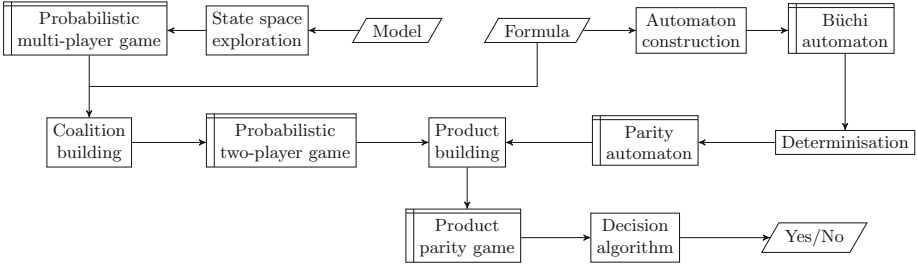 Probabilistic
multi-player game
State space
exploration
Model
Formula
Automaton
construction
Büchi
automaton
Coalition
building
Probabilistic
two-player game
Product
building
Parity
automaton
Determinisation
Product
parity game
Decision
algorithm
Yes/No